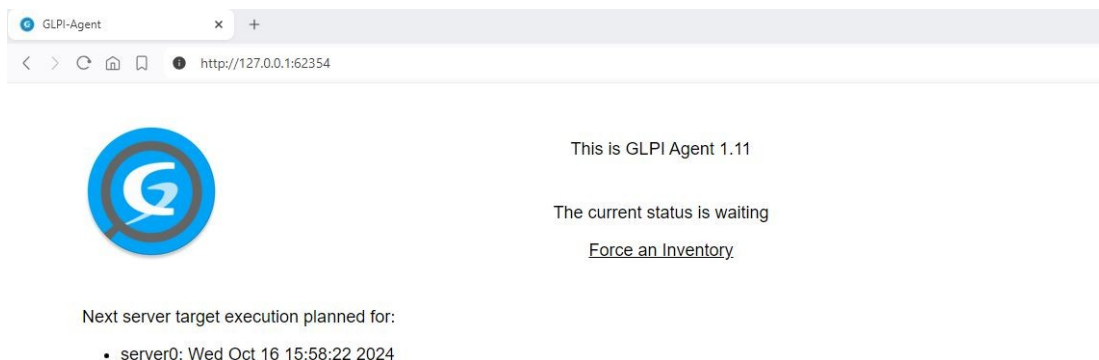 GLPI-Agent
http://127.0.0.1:62354
This is GLPI Agent 1.11
The current status is waiting
Force an Inventory
Next server target execution planned for:
• server0: Wed Oct 16 15:58:22 2024